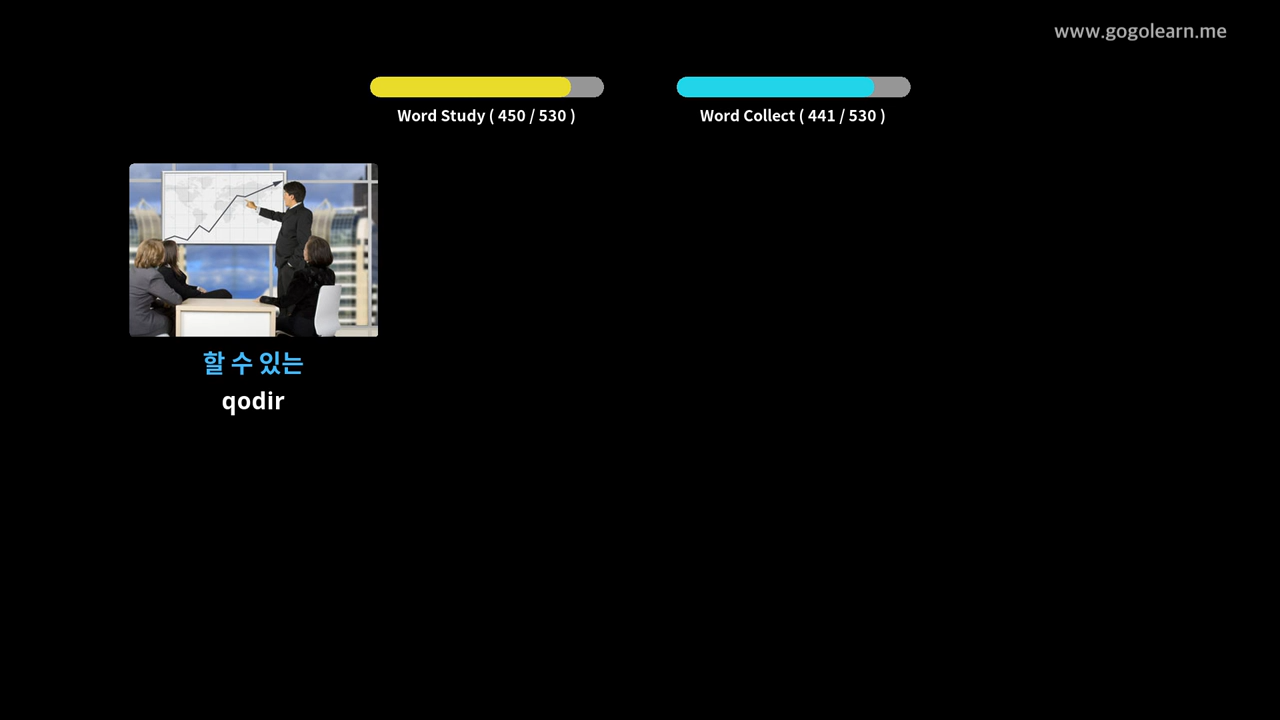 www.gogolearn.me
Word Study ( 450 / 530 )
Word Collect ( 441 / 530 )
할 수 있는
qodir